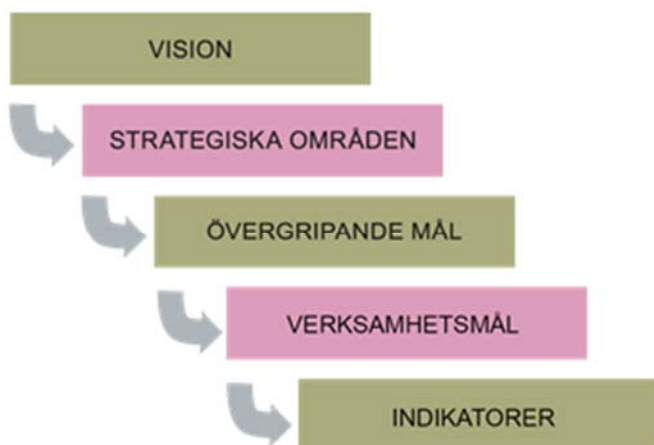 VISION
STRATEGISKA OMRÅDEN
ÖVERGRIPANDE MÅL
VERKSAMHETSMÅL
INDIKATORER